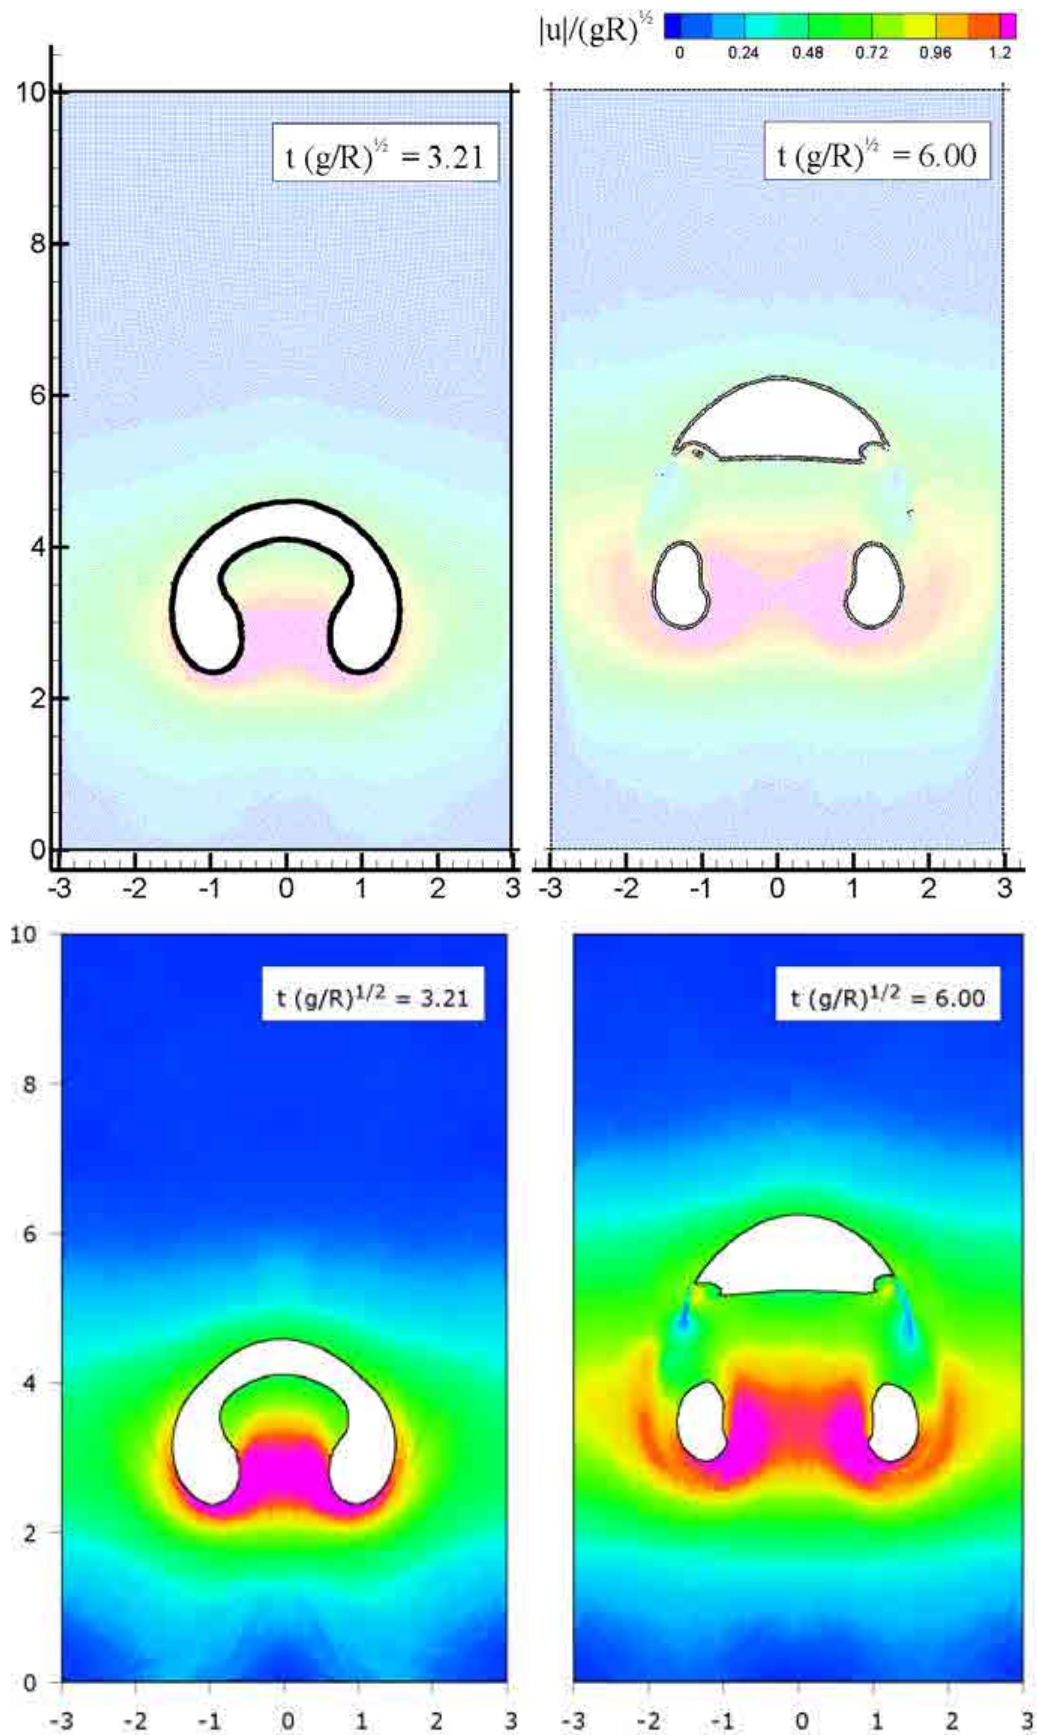 |u|/(gR)^½
0 0.24 0.48 0.72 0.96 1.2
10
8
6
4
2
0
t (g/R)^½ = 3.21
t (g/R)^½ = 6.00
-3 -2 -1 0 1 2 3
-3 -2 -1 0 1 2 3
10
8
6
4
2
0
t (g/R)^1/2 = 3.21
t (g/R)^1/2 = 6.00
-3 -2 -1 0 1 2 3
-3 -2 -1 0 1 2 3